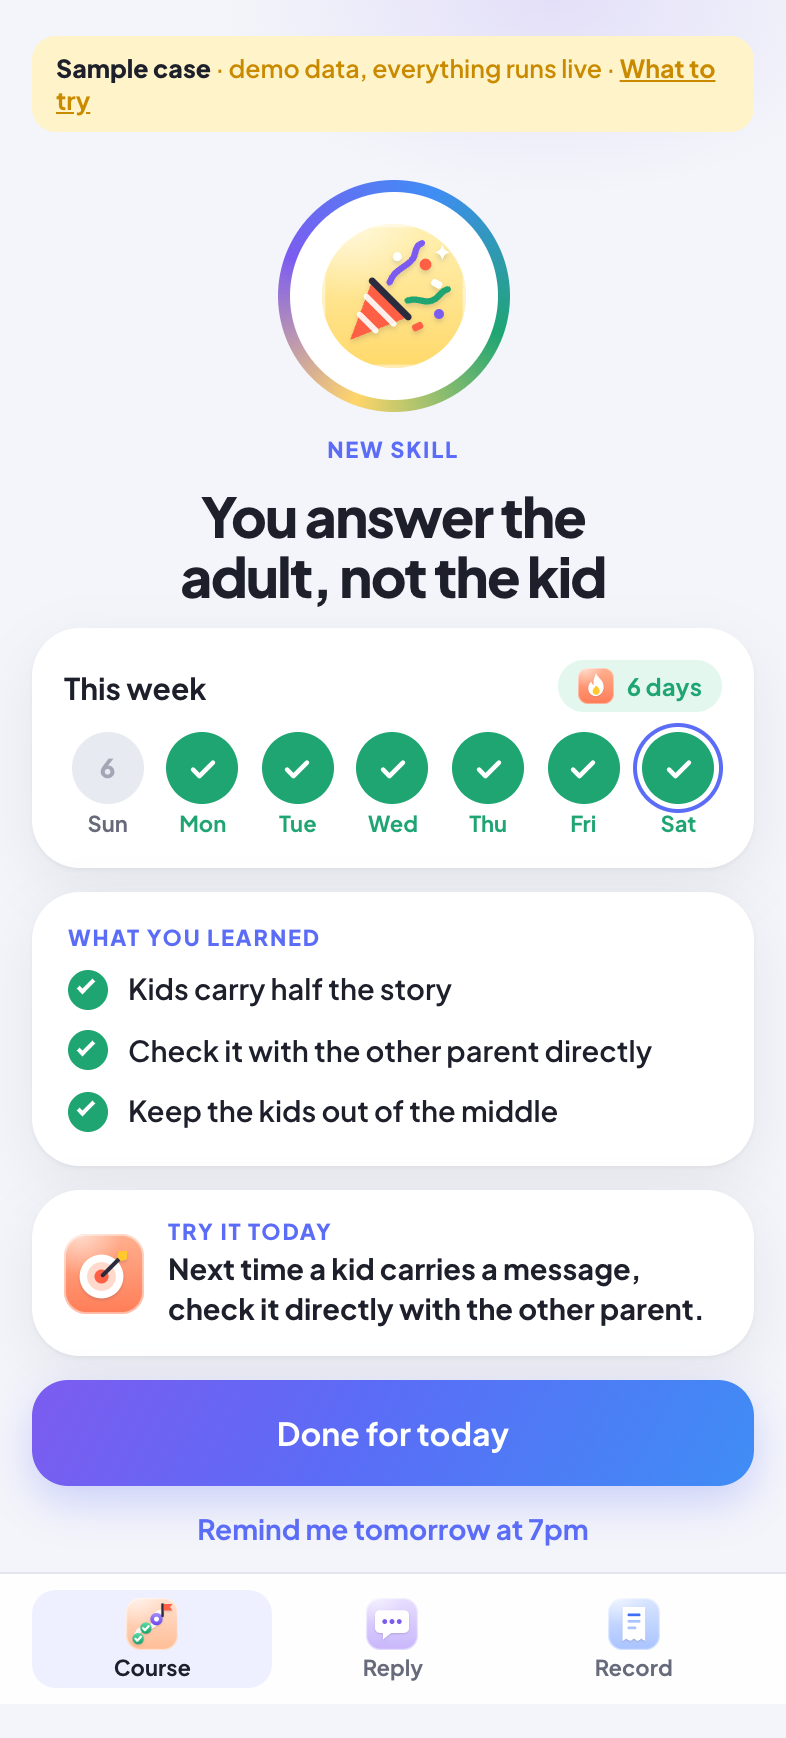 Sample case · demo data, everything runs live · What to
try
NEW SKILL
You answer the
adult, not the kid
This week
6 days
6
Sun
Mon
Tue
Wed
Thu
Fri
Sat
WHAT YOU LEARNED
Kids carry half the story
Check it with the other parent directly
Keep the kids out of the middle
TRY IT TODAY
Next time a kid carries a message,
check it directly with the other parent.
Done for today
Remind me tomorrow at 7pm
Course
Reply
Record